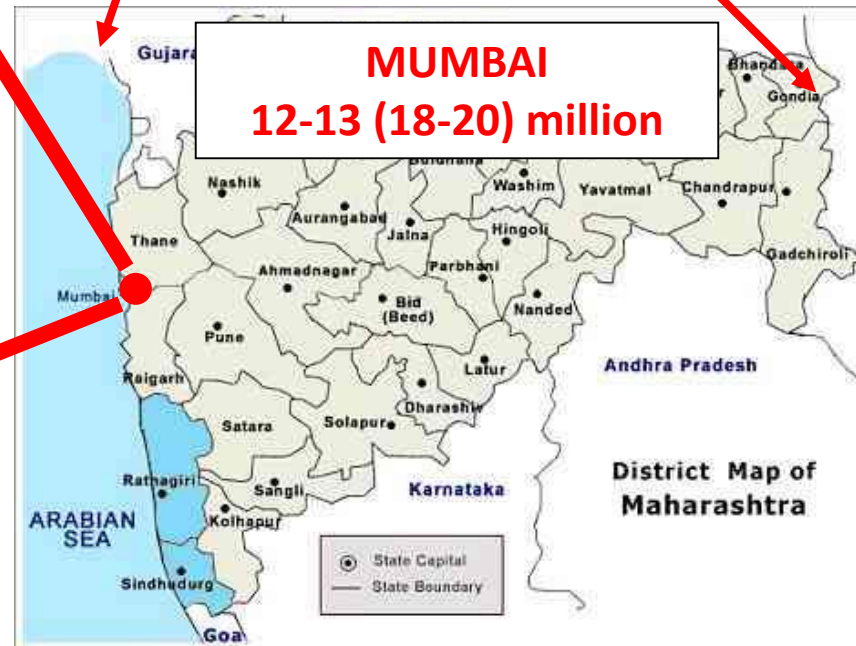 Gujara
MUMBAI
12-13 (18-20) million
Bhandara
Gondia
Nashik
Buldhana
Washim
Yavatmal
Chandrapur
Aurangabad
Jalna
Hingoli
Thane
Gadchiroli
Ahmadnagar
Parbhani
Mumbai
Bid
(Beed)
Nanded
Pune
Latur
Andhra Pradesh
Raigarh
Dharashiv
Satara
Solapur
District Map of
Maharashtra
Rathagiri
Sangli
Karnataka
ARABIAN
SEA
Kolhapur
State Capital
State Boundary
Sindhudurg
Goa